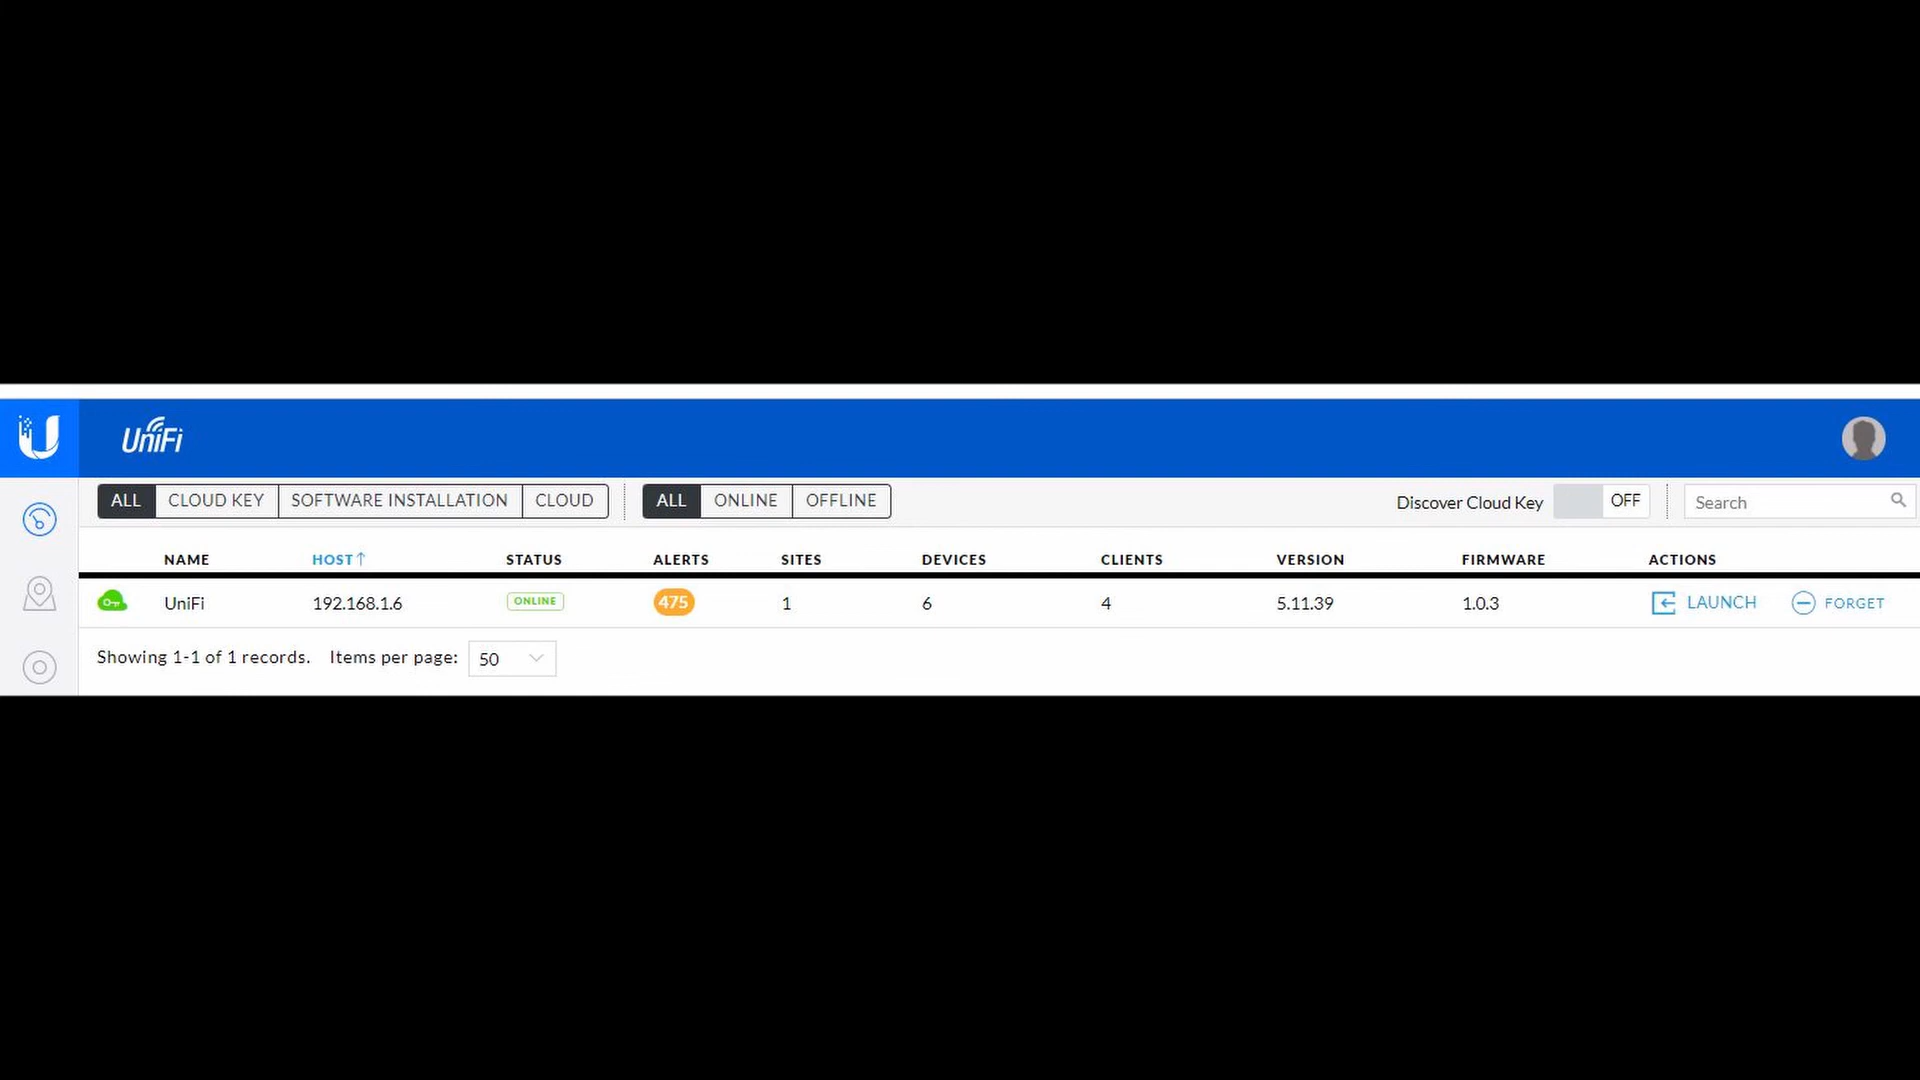 UniFi
ALL CLOUD KEY SOFTWARE INSTALLATION CLOUD ALL ONLINE OFFLINE Discover Cloud Key OFF Search
NAME HOST↑ STATUS ALERTS SITES DEVICES CLIENTS VERSION FIRMWARE ACTIONS
UniFi 192.168.1.6 ONLINE 475 1 6 4 5.11.39 1.0.3 LAUNCH FORGET
Showing 1-1 of 1 records. Items per page: 50